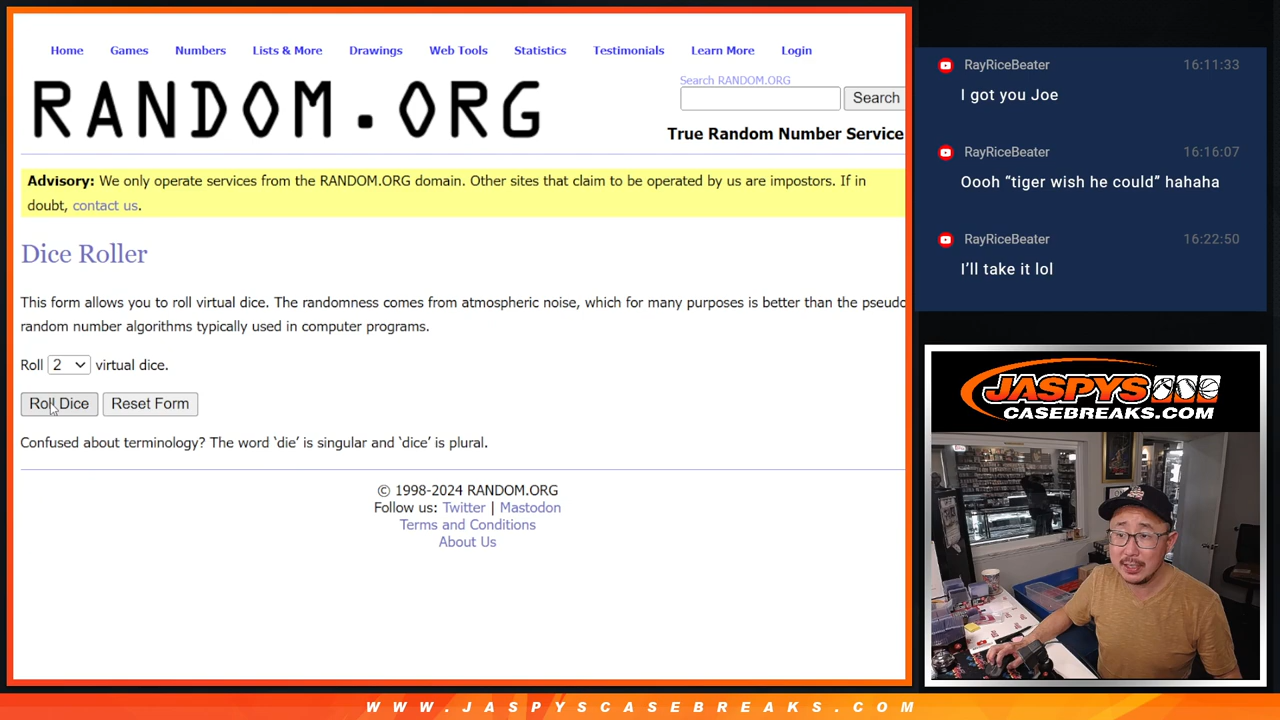 Home Games Numbers Lists & More Drawings Web Tools Statistics Testimonials Learn More Login
RANDOM.ORG
Search RANDOM.ORG
Search
True Random Number Service
Advisory: We only operate services from the RANDOM.ORG domain. Other sites that claim to be operated by us are impostors. If in
doubt, contact us.
Dice Roller
This form allows you to roll virtual dice. The randomness comes from atmospheric noise, which for many purposes is better than the pseudo
random number algorithms typically used in computer programs.
Roll 2 virtual dice.
Roll Dice Reset Form
Confused about terminology? The word ‘die’ is singular and ‘dice’ is plural.
© 1998-2024 RANDOM.ORG
Follow us: Twitter | Mastodon
Terms and Conditions
About Us
RayRiceBeater 16:11:33
I got you Joe
RayRiceBeater 16:16:07
Oooh “tiger wish he could” hahaha
RayRiceBeater 16:22:50
I’ll take it lol
JASPYS
CASEBREAKS.COM
WWW.JASPYSCASEBREAKS.COM